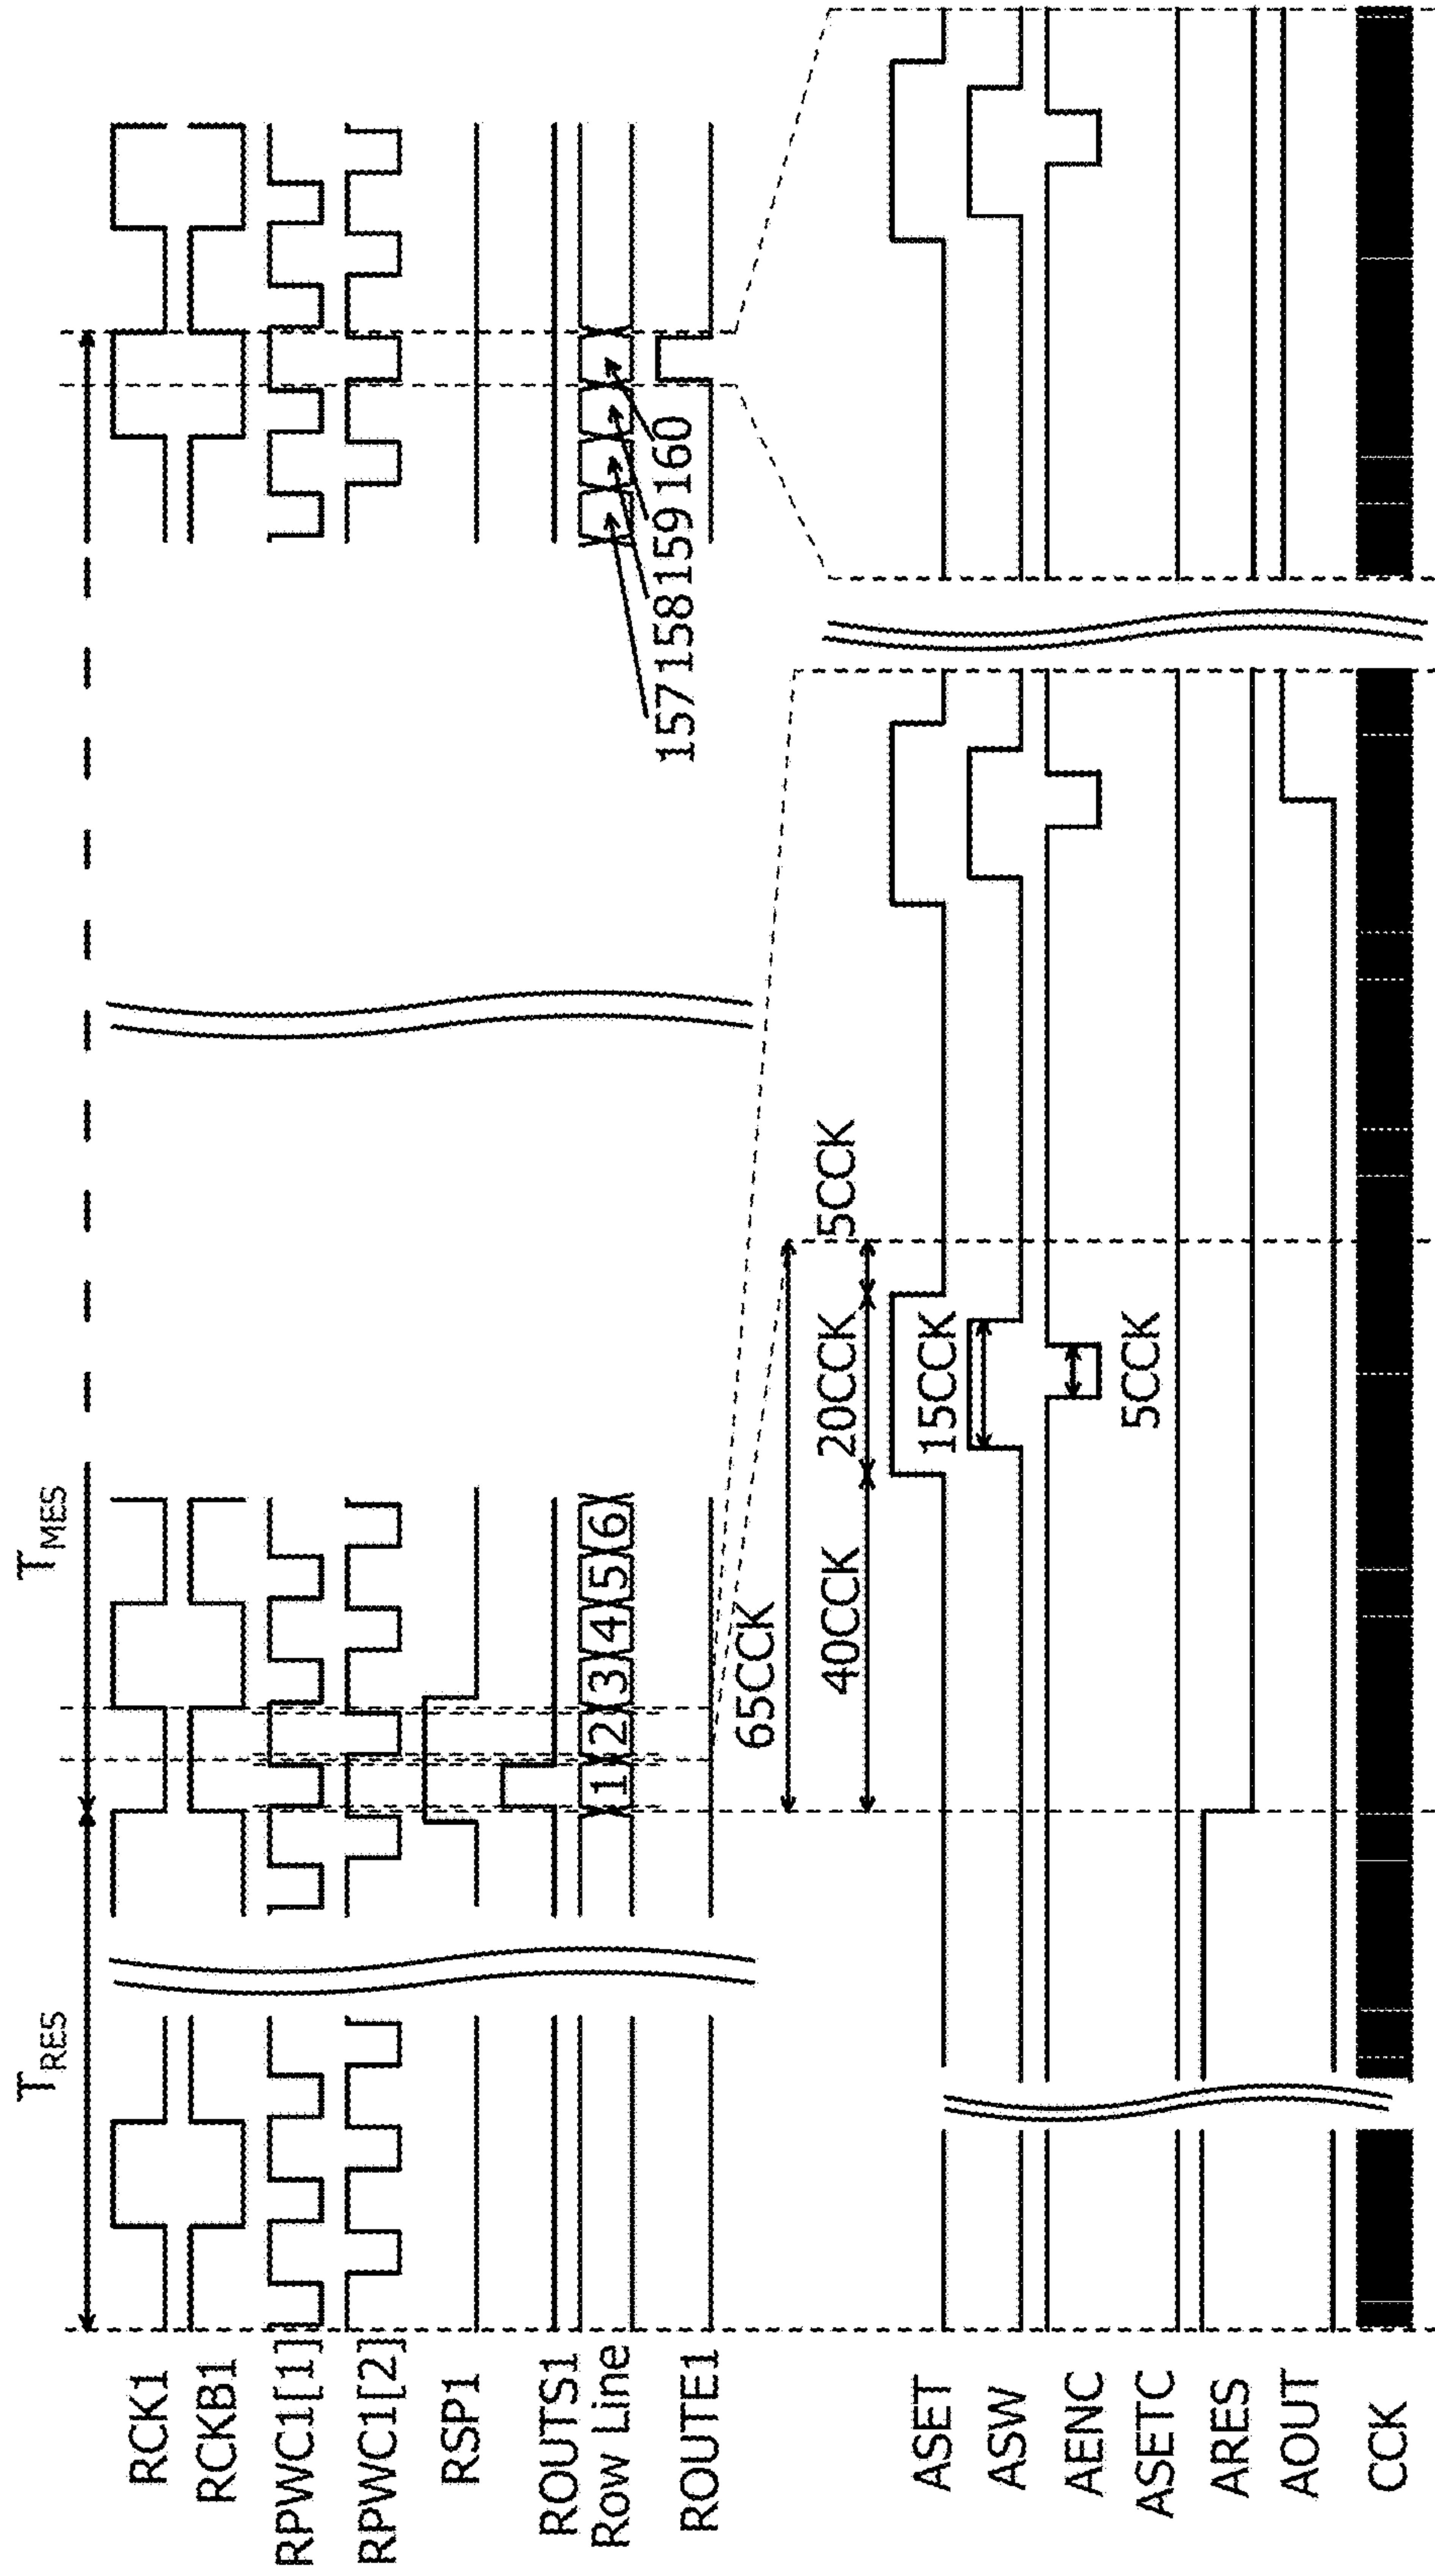 T_RES
T_MES
RCK1
RCKB1
RPWC1[1]
RPWC1[2]
RSP1
ROUTS1
Row Line
1 2 3 4 5 6
157 158 159 160
ROUTE1
65CCK
40CCK
20CCK
5CCK
ASET
15CCK
ASW
AENC
5CCK
ASETC
ARES
AOUT
CCK